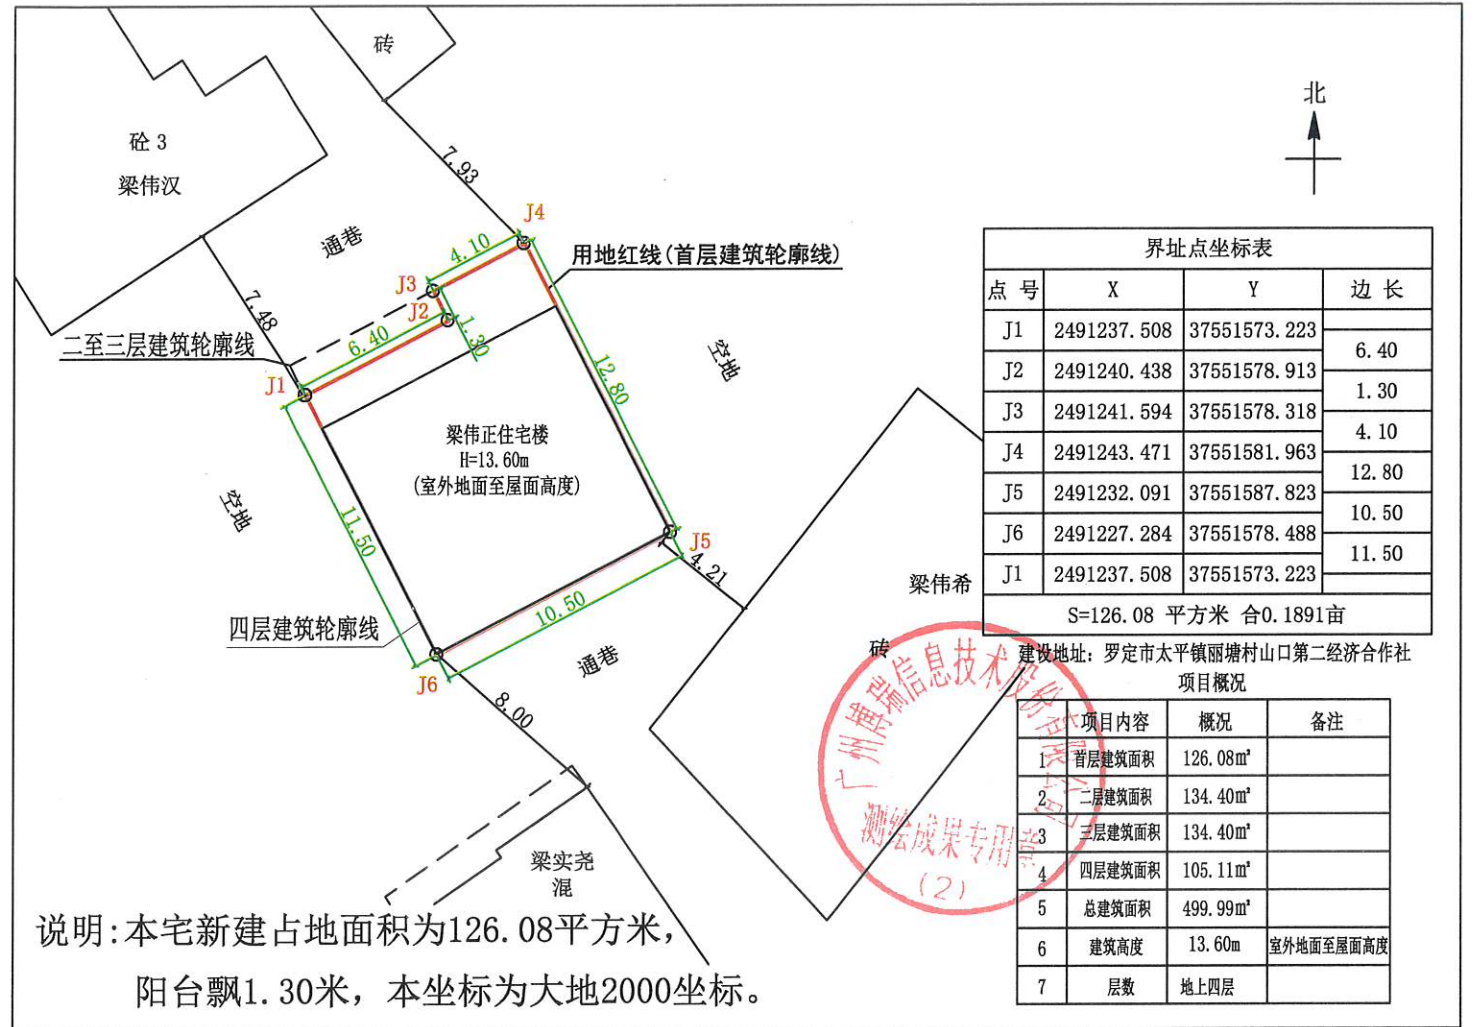 砖
北
砼 3
梁伟汉
7.93
J4
通巷
4.10
用地红线(首层建筑轮廓线)
J3
7.48
J2
1.30
6.40
二至三层建筑轮廓线
J1
12.80
空地
梁伟正住宅楼
H=13.60m
(室外地面至屋面高度)
空地
11.50
J5
4.21
10.50
四层建筑轮廓线
通巷
J6
8.00
梁伟希
砖
梁实尧
混
界址点坐标表
点 号 X Y 边 长
J1 2491237.508 37551573.223
6.40
J2 2491240.438 37551578.913
1.30
J3 2491241.594 37551578.318
4.10
J4 2491243.471 37551581.963
12.80
J5 2491232.091 37551587.823
10.50
J6 2491227.284 37551578.488
11.50
J1 2491237.508 37551573.223
S=126.08 平方米 合0.1891亩
建设地址: 罗定市太平镇丽塘村山口第二经济合作社
项目概况
项目内容 概况 备注
1 首层建筑面积 126.08m²
2 二层建筑面积 134.40m²
3 三层建筑面积 134.40m²
4 四层建筑面积 105.11m²
5 总建筑面积 499.99m²
6 建筑高度 13.60m 室外地面至屋面高度
7 层数 地上四层
广州博瑞信息技术股份有限公司
测绘成果专用章
(2)
说明:本宅新建占地面积为126.08平方米,
阳台飘1.30米, 本坐标为大地2000坐标。